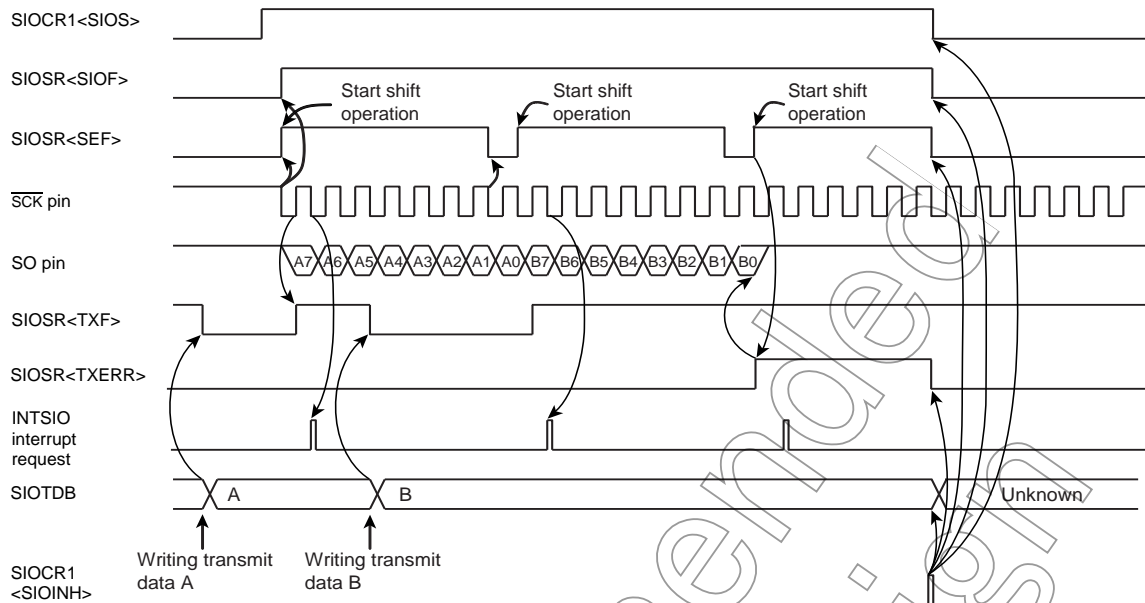 SIOCR1<SIOS>
SIOSR<SIOF>
Start shift
operation
Start shift
operation
Start shift
operation
SIOSR<SEF>
SCK pin
SO pin
A7 A6 A5 A4 A3 A2 A1 A0 B7 B6 B5 B4 B3 B2 B1 B0
SIOSR<TXF>
SIOSR<TXERR>
INTSIO
interrupt
request
SIOTDB
A
B
Unknown
Writing transmit
data A
Writing transmit
data B
SIOCR1
<SIOINH>